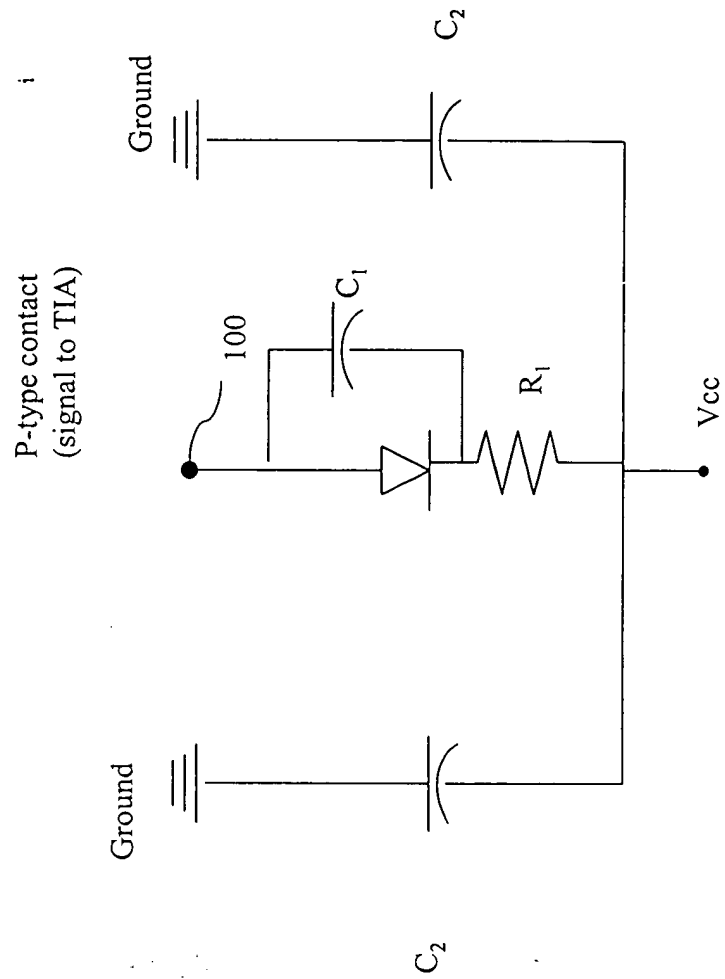 P-type contact
(signal to TIA)
i
Ground
Ground
100
C₁
C₂
C₂
R₁
Vcc